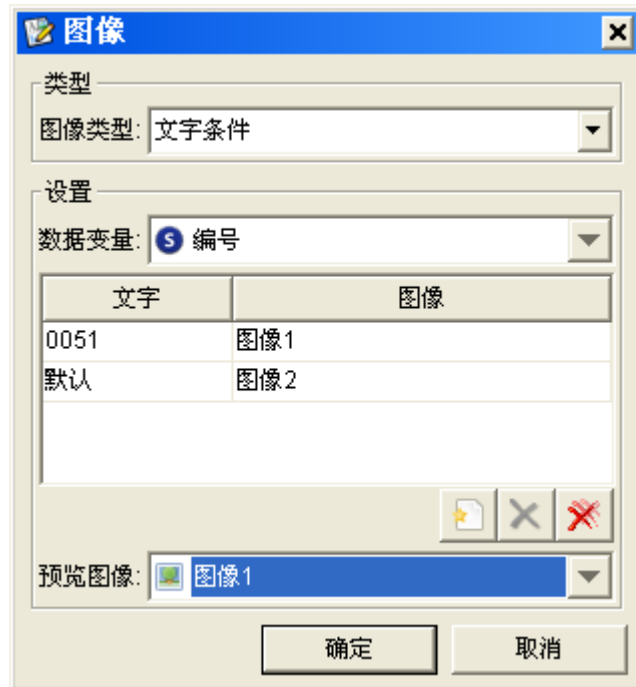 图像
类型
图像类型: 文字条件
设置
数据变量: S 编号
文字 图像
0051 图像1
默认 图像2
预览图像: 图像1
确定 取消